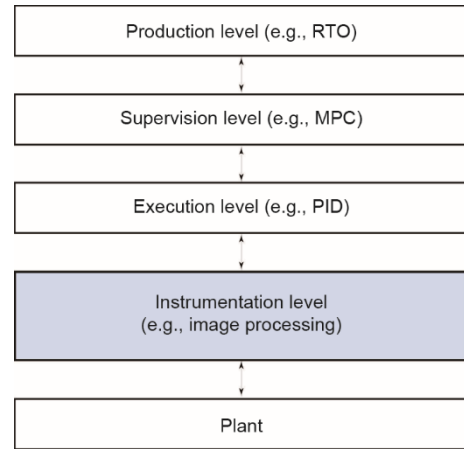 Production level (e.g., RTO)
Supervision level (e.g., MPC)
Execution level (e.g., PID)
Instrumentation level
(e.g., image processing)
Plant